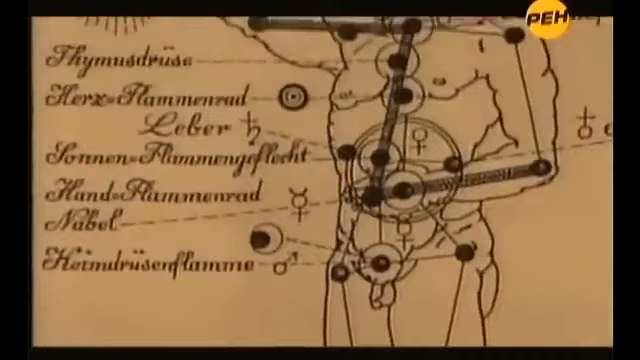 РЕН
Thymusdrüse
Herz=Flammenrad
Leber ♄
Sonnen=Flammengeflecht
Hand=Flammenrad
Nabel
Keimdrüsenflamme ♂